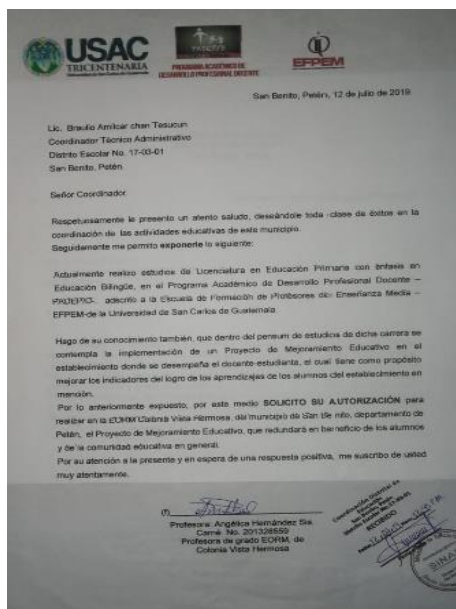 USAC
TRICENTENARIA
Universidad de San Carlos de Guatemala
PROGRAMA ACADÉMICO DE
DESARROLLO PROFESIONAL DOCENTE
EFPEM
San Benito, Petén, 12 de julio de 2019
Lic. Braulio Amilcar chan Tesucun
Coordinador Técnico Administrativo
Distrito Escolar No. 17-03-01
San Benito, Petén
Señor Coordinador
Respetuosamente le presento un atento saludo, deseándole toda clase de éxitos en la
coordinación de las actividades educativas de este municipio.
Seguidamente me permito exponerle lo siguiente:
Actualmente realizo estudios de Licenciatura en Educación Primaria con énfasis en
Educación Bilingüe, en el Programa Académico de Desarrollo Profesional Docente –
PADEP/D-, adscrito a la Escuela de Formación de Profesores de Enseñanza Media –
EFPEM-de la Universidad de San Carlos de Guatemala.
Hago de su conocimiento también, que dentro del pensum de estudios de dicha carrera se
contempla la implementación de un Proyecto de Mejoramiento Educativo en el
establecimiento donde se desempeña el docente-estudiante, el cual tiene como propósito
mejorar los indicadores del logro de los aprendizajes de los alumnos del establecimiento en
mención.
Por lo anteriormente expuesto, por este medio SOLICITO SU AUTORIZACIÓN para
realizar en la EORM Colonia Vista Hermosa, del municipio de San Benito, departamento de
Petén, el Proyecto de Mejoramiento Educativo, que redundará en beneficio de los alumnos
y de la comunidad educativa en general.
Por su atención a la presente y en espera de una respuesta positiva, me suscribo de usted
muy atentamente.
(f)
Profesora: Angélica Hernández Sis
Carné No. 201328559
Profesora de grado EORM, de
Colonia Vista Hermosa
Coordinación Distrital de
RECIBIDO